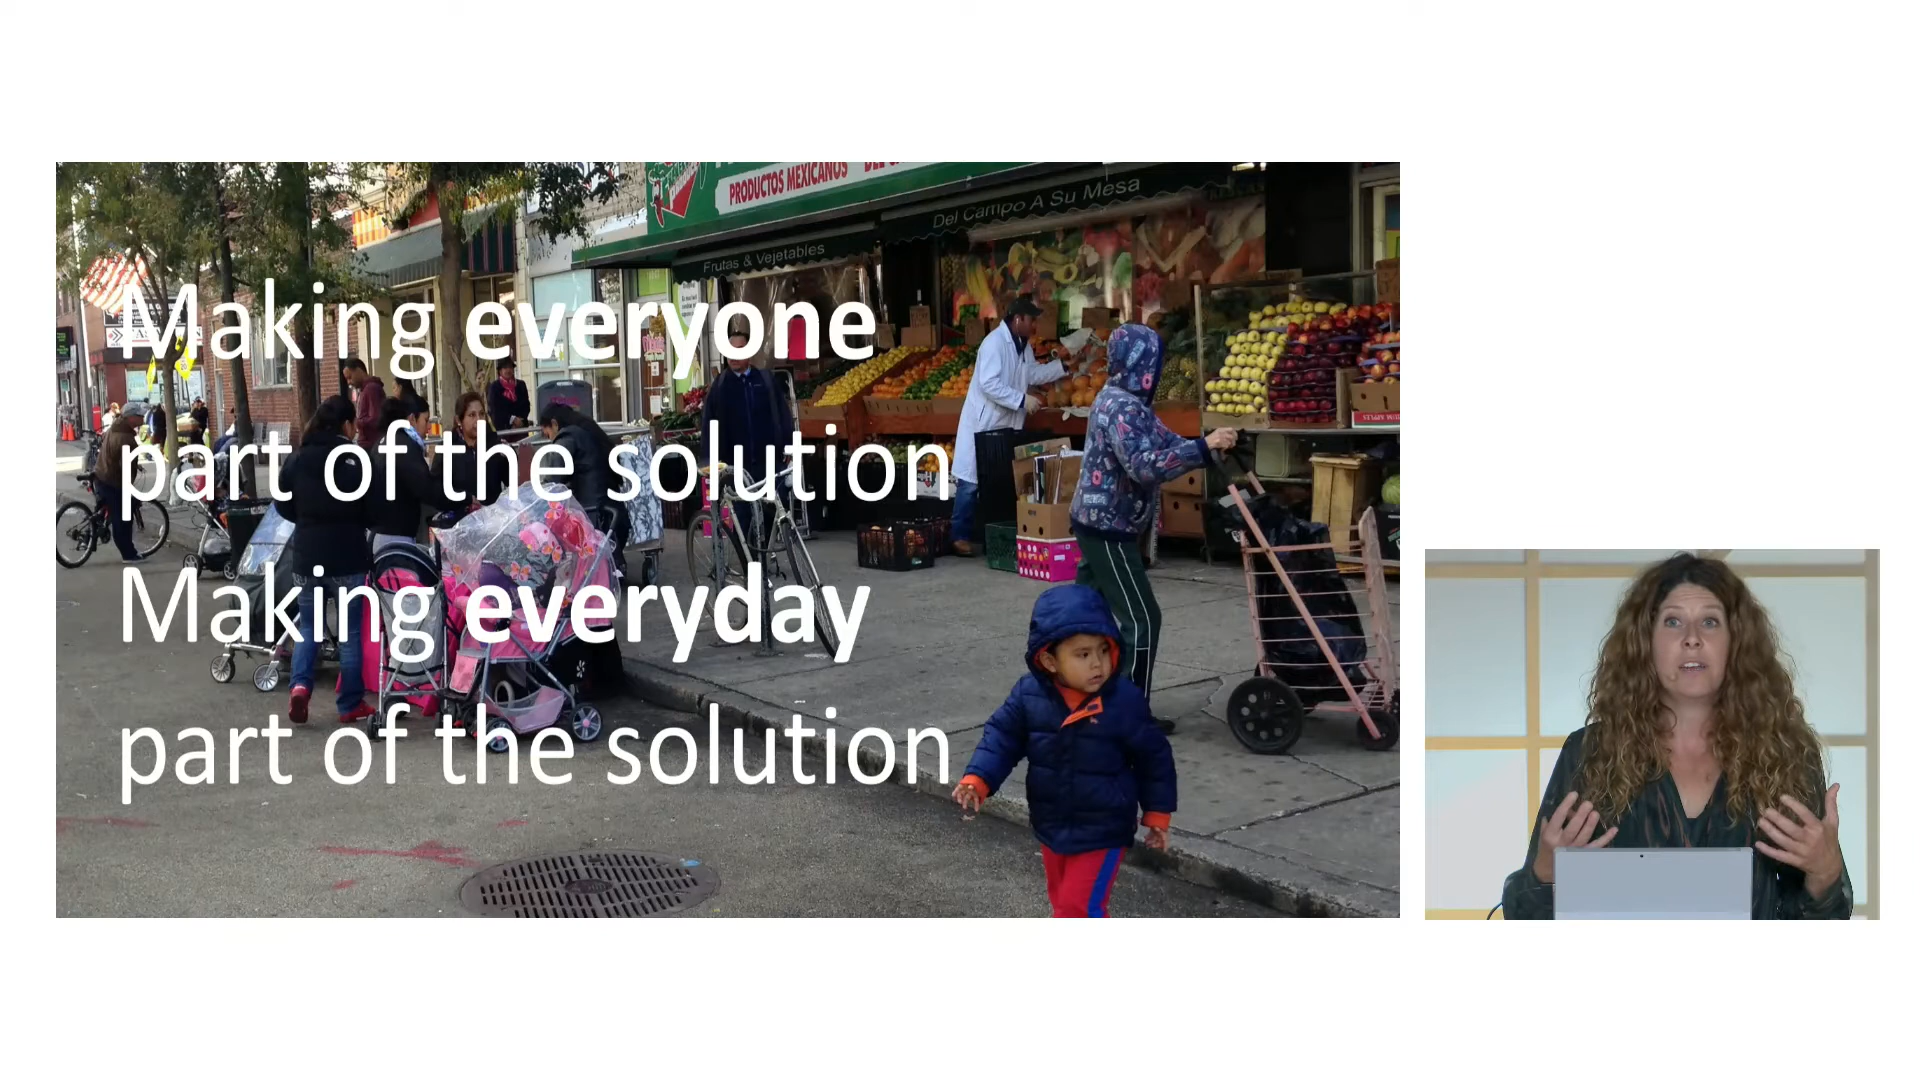 PRODUCTOS MEXICANOS
Del Campo A Su Mesa
Frutas & Vejetables
Making everyone
part of the solution
Making everyday
part of the solution